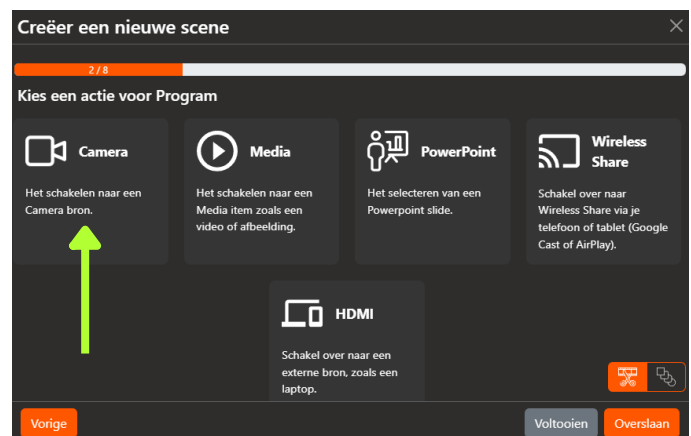 Creëer een nieuwe scene
2 / 8
Kies een actie voor Program
Camera
Het schakelen naar een
Camera bron.
Media
Het schakelen naar een
Media item zoals een
video of afbeelding.
PowerPoint
Het selecteren van een
Powerpoint slide.
Wireless
Share
Schakel over naar
Wireless Share via je
telefoon of tablet (Google
Cast of AirPlay).
HDMI
Schakel over naar een
externe bron, zoals een
laptop.
Vorige
Voltooien
Overslaan